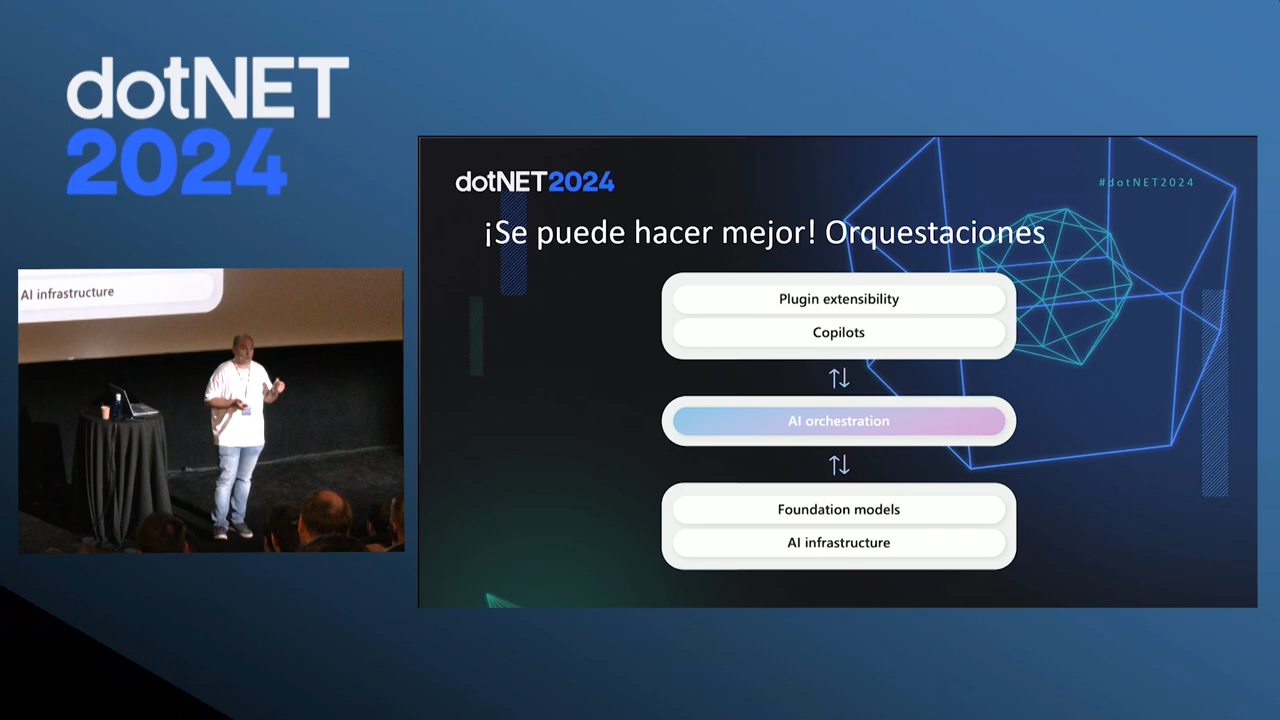 dotNET
2024
AI infrastructure
dotNET2024
#dotNET2024
¡Se puede hacer mejor! Orquestaciones
Plugin extensibility
Copilots
AI orchestration
Foundation models
AI infrastructure